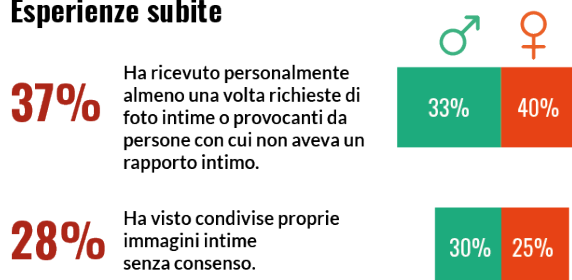 Esperienze subite
37%
Ha ricevuto personalmente
almeno una volta richieste di
foto intime o provocanti da
persone con cui non aveva un
rapporto intimo.
33% 40%
28%
Ha visto condivise proprie
immagini intime
senza consenso.
30% 25%